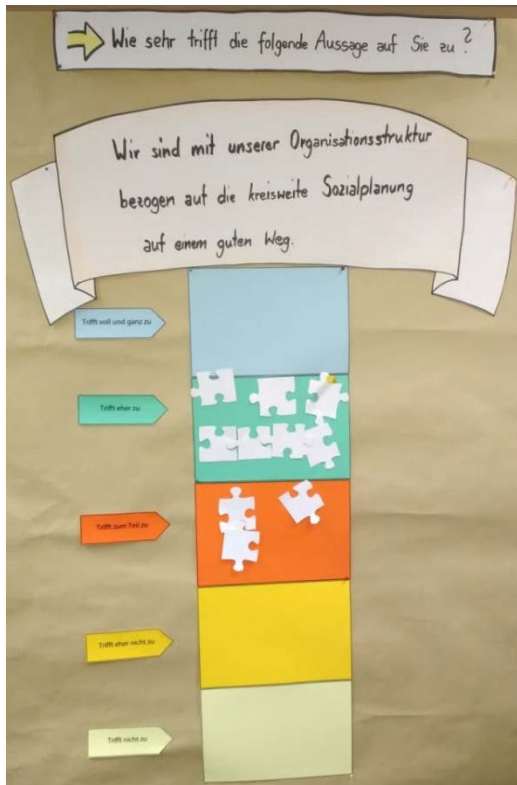 Wie sehr trifft die folgende Aussage auf Sie zu?
Wir sind mit unserer Organisationsstruktur
bezogen auf die kreisweite Sozialplanung
auf einem guten Weg.
Trifft voll und ganz zu
Trifft eher zu
Trifft zum Teil zu
Trifft eher nicht zu
Trifft nicht zu